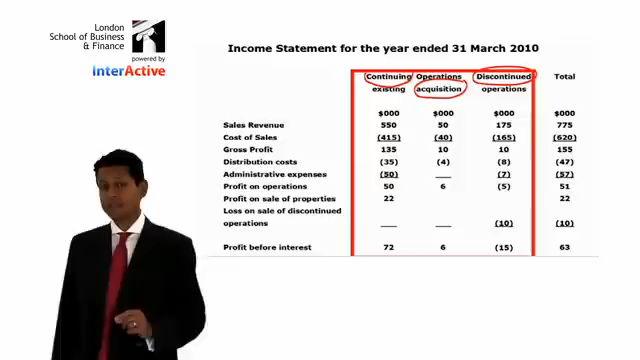 London
School of Business
& Finance
powered by
InterActive
Income Statement for the year ended 31 March 2010
Continuing Operations Discontinued Total
existing acquisition operations
$000 $000 $000 $000
Sales Revenue 550 50 175 775
Cost of Sales (415) (40) (165) (620)
Gross Profit 135 10 10 155
Distribution costs (35) (4) (8) (47)
Administrative expenses (50) (7) (57)
Profit on operations 50 6 (5) 51
Profit on sale of properties 22 22
Loss on sale of discontinued
operations (10) (10)
Profit before interest 72 6 (15) 63
InterActive